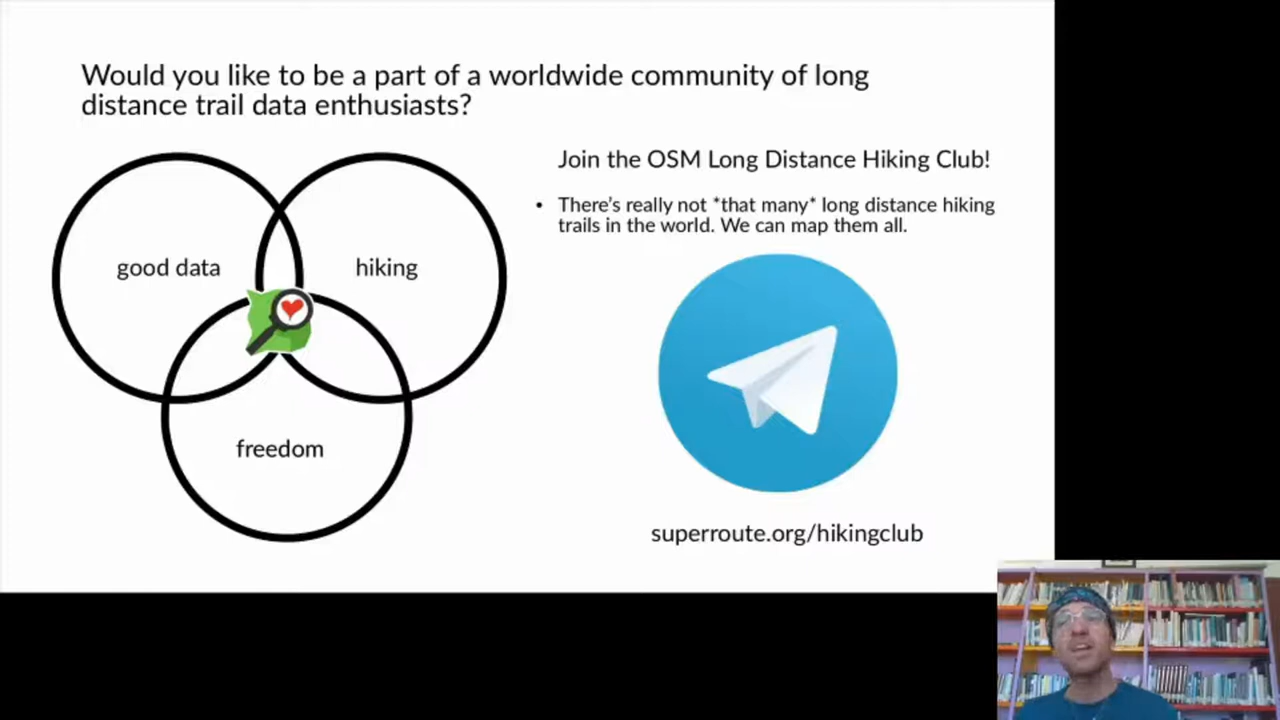 Would you like to be a part of a worldwide community of long
distance trail data enthusiasts?
good data
hiking
freedom
Join the OSM Long Distance Hiking Club!
• There's really not *that many* long distance hiking
trails in the world. We can map them all.
superroute.org/hikingclub